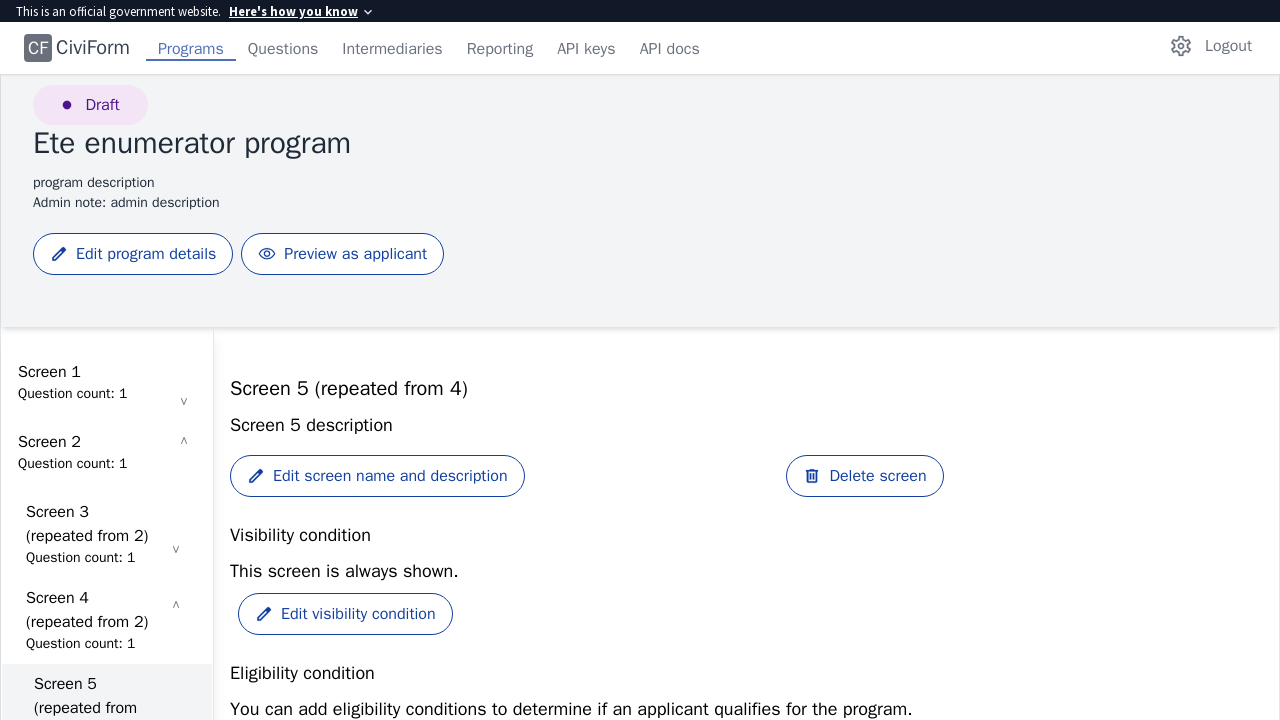 This is an official government website. Here's how you know
CF CiviForm Programs Questions Intermediaries Reporting API keys API docs Logout
Draft
Ete enumerator program
program description
Admin note: admin description
Edit program details Preview as applicant
Screen 1
Question count: 1
Screen 2
Question count: 1
Screen 3
(repeated from 2)
Question count: 1
Screen 4
(repeated from 2)
Question count: 1
Screen 5
(repeated from
Screen 5 (repeated from 4)
Screen 5 description
Edit screen name and description Delete screen
Visibility condition
This screen is always shown.
Edit visibility condition
Eligibility condition
You can add eligibility conditions to determine if an applicant qualifies for the program.